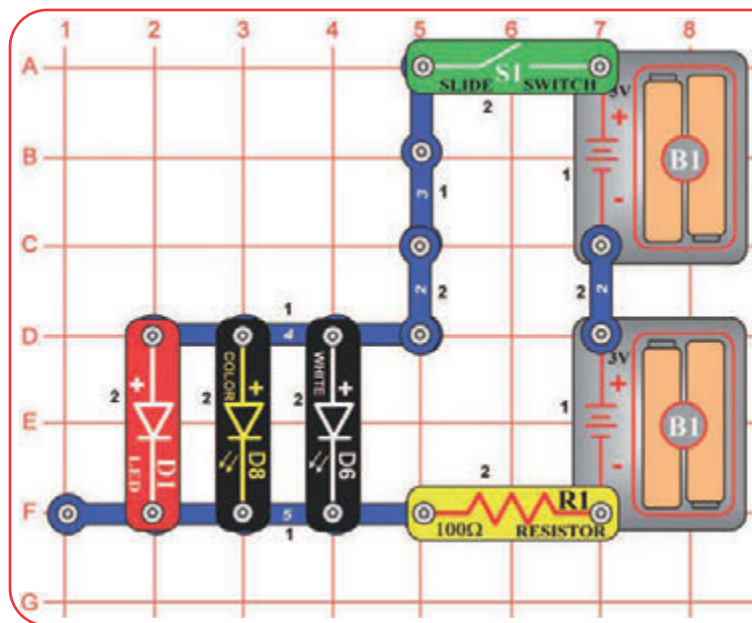 1 2 3 4 5 6 7 8
A
S1
SLIDE SWITCH
2
3V
+
B
3
1
1
B1
-
C
2
2
2
2
1
D
4
3V
+
+
COLOR
+
WHITE
+
2
2
2
E
1
B1
D1
LED
D8
D6
-
2
F
5
1
R1
100Ω
RESISTOR
G